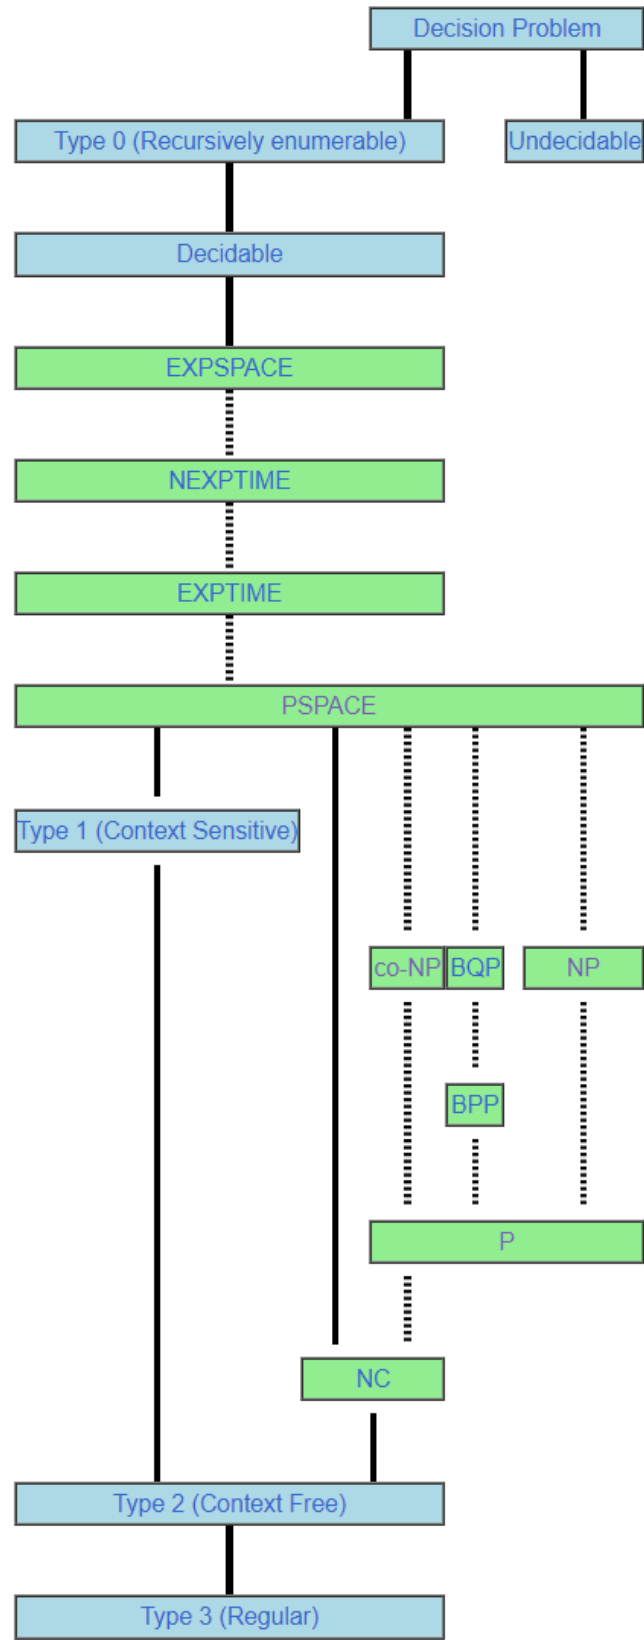 Decision Problem
Type 0 (Recursively enumerable)
Undecidable
Decidable
EXPSPACE
NEXPTIME
EXPTIME
PSPACE
Type 1 (Context Sensitive)
co-NP
BQP
NP
BPP
P
NC
Type 2 (Context Free)
Type 3 (Regular)